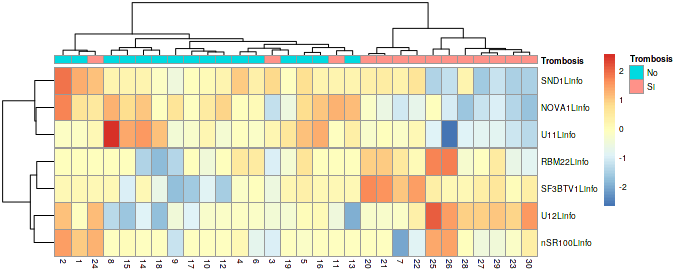 Trombosis
SND1Linfo
NOVA1Linfo
U11Linfo
RBM22Linfo
SF3BTV1Linfo
U12Linfo
nSR100Linfo
2 1 24 8 15 14 18 9 17 10 12 4 6 3 19 5 16 11 13 20 21 7 22 25 26 28 27 29 23 30
2
1
0
-1
-2
Trombosis
No
SI